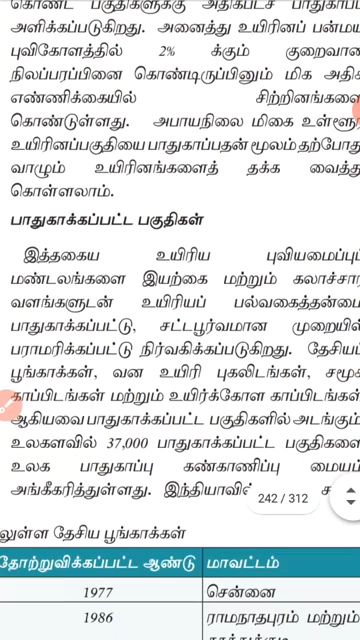 கொண்ட பகுதிகளுக்கு அதிகபட்ச பாதுகாப்ப
அளிக்கப்படுகிறது. அனைத்து உயிரினப் பன்மய
புவிகோளத்தில் 2% க்கும் குறைவான
நிலப்பரப்பினை கொண்டிருப்பினும் மிக அதிக
எண்ணிக்கையில் சிற்றினங்களை
கொண்டுள்ளது. அபாயநிலை மிகை உள்ளூர
உயிரினப்பகுதியை பாதுகாப்பதன் மூலம் தற்போது
வாழும் உயிரினங்களைத் தக்க வைத்து
கொள்ளலாம்.
பாதுகாக்கப்பட்ட பகுதிகள்
இத்தகைய உயிரிய புவியமைப்புப்
மண்டலங்களை இயற்கை மற்றும் கலாச்சார
வளங்களுடன் உயிரியப் பல்வகைத்தன்மை
பாதுகாக்கப்பட்டு, சட்டபூர்வமான முறையில்
பராமரிக்கப்பட்டு நிர்வகிக்கப்படுகிறது. தேசியப்
பூங்காக்கள், வன உயிரி புகலிடங்கள், சமூக
காப்பிடங்கள் மற்றும் உயிர்க்கோள காப்பிடங்கள்
ஆகியவை பாதுகாக்கப்பட்ட பகுதிகளில் அடங்கும்
உலகளவில் 37,000 பாதுகாக்கப்பட்ட பகுதிகளை
உலக பாதுகாப்பு கண்காணிப்பு மையம்
அங்கீகரித்துள்ளது. இந்தியாவில்
242 / 312
லுள்ள தேசிய பூங்காக்கள்
தோற்றுவிக்கப்பட்ட ஆண்டு மாவட்டம்
1977 சென்னை
1986 ராமநாதபுரம் மற்றும்